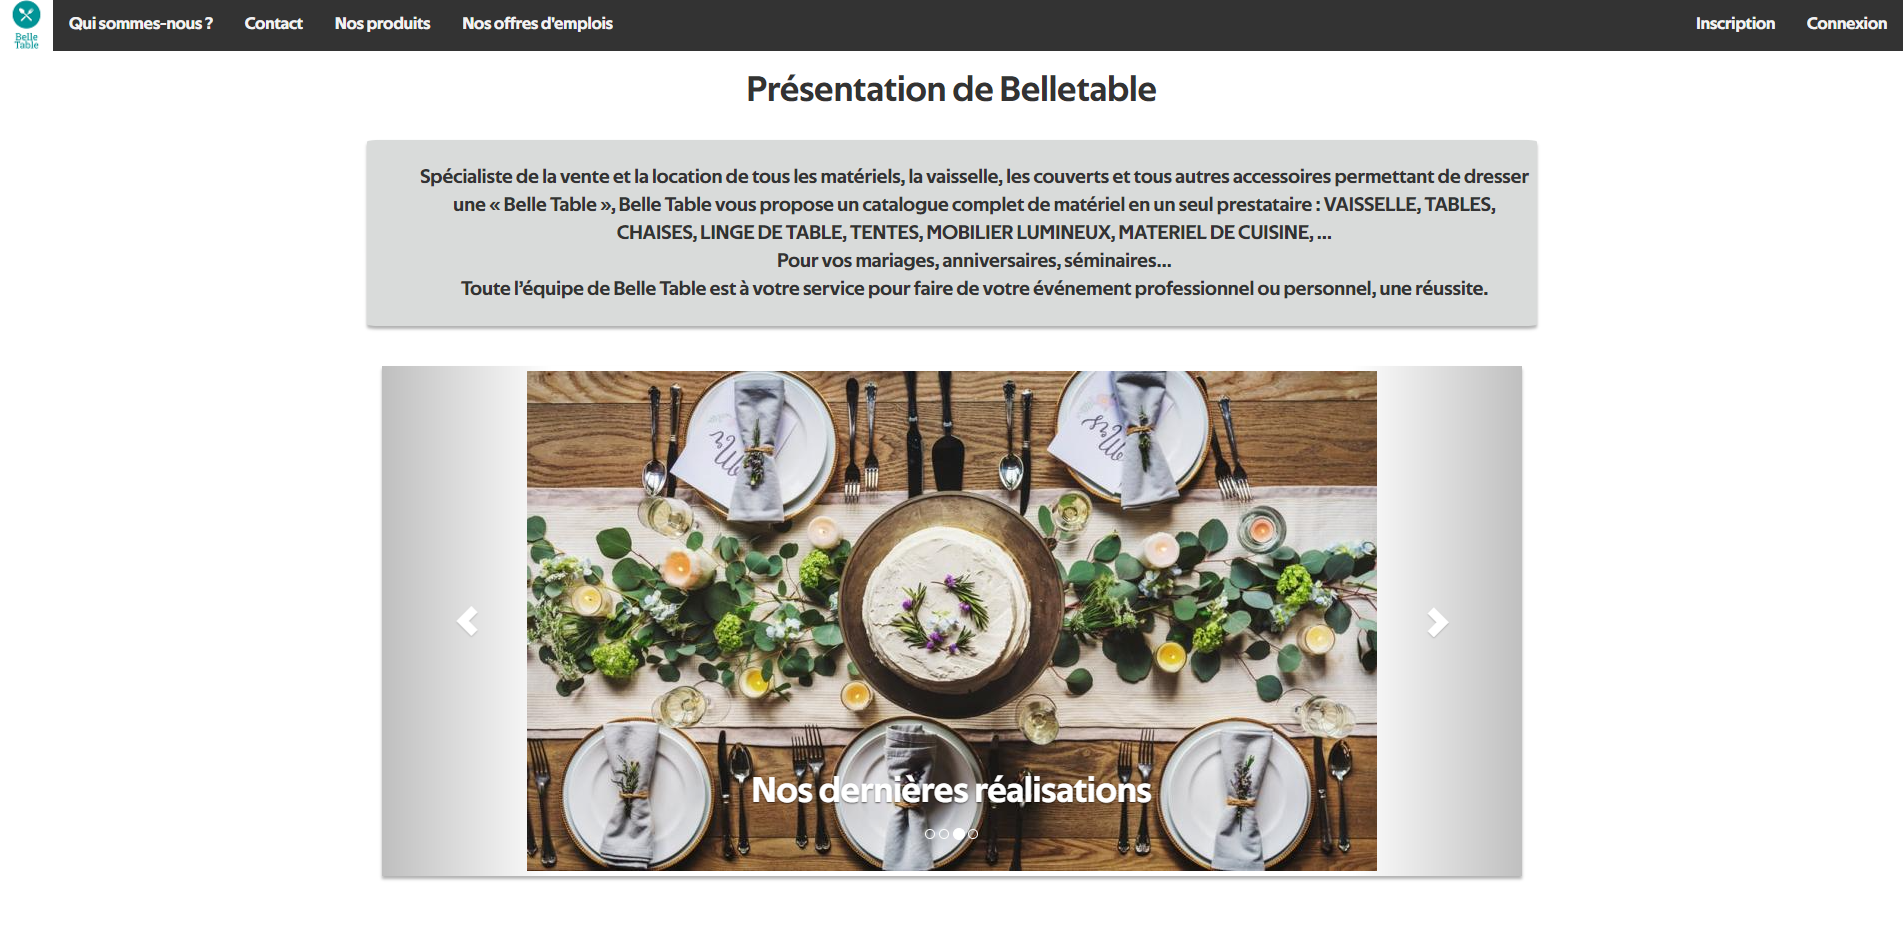 Belle
Table
Qui sommes-nous ?
Contact
Nos produits
Nos offres d'emplois
Inscription
Connexion
Présentation de Belletable
Spécialiste de la vente et la location de tous les matériels, la vaisselle, les couverts et tous autres accessoires permettant de dresser
une « Belle Table », Belle Table vous propose un catalogue complet de matériel en un seul prestataire : VAISSELLE, TABLES,
CHAISES, LINGE DE TABLE, TENTES, MOBILIER LUMINEUX, MATERIEL DE CUISINE, ...
Pour vos mariages, anniversaires, séminaires...
Toute l’équipe de Belle Table est à votre service pour faire de votre événement professionnel ou personnel, une réussite.
Mr
Mrs
Nos dernières réalisations